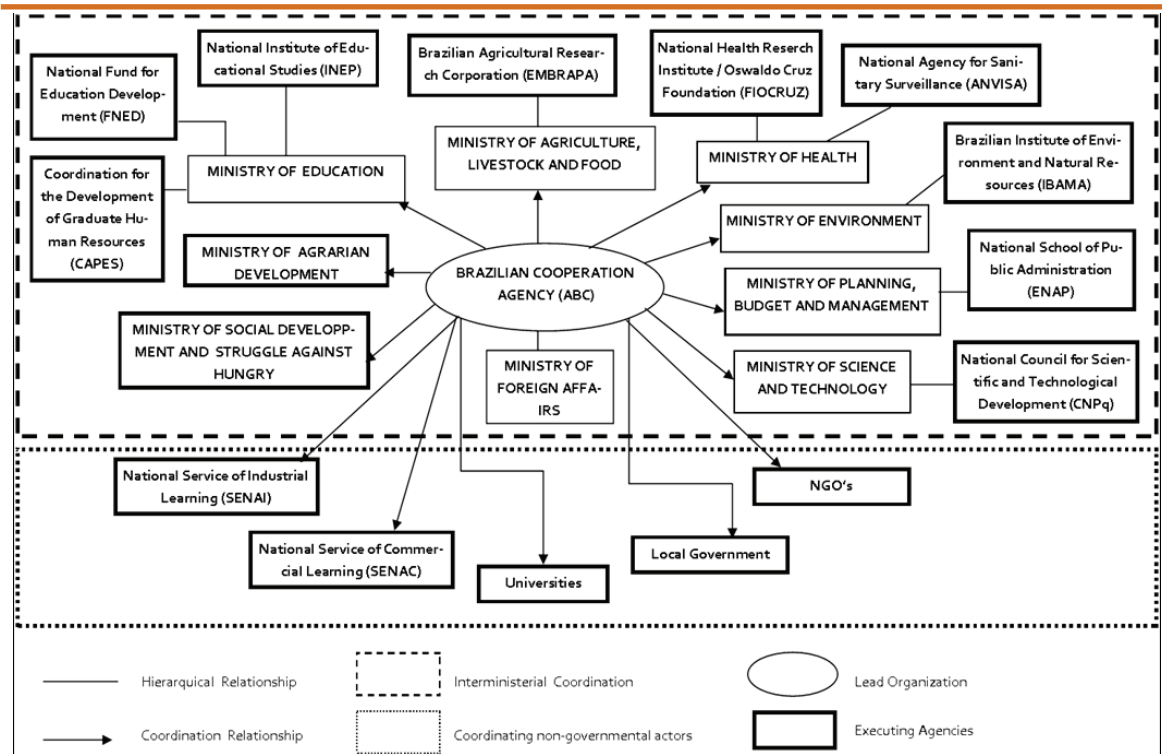 National Institute of Edu-
cational Studies (INEP)
Brazilian Agricultural Resear-
ch Corporation (EMBRAPA)
National Health Reserch
Institute / Oswaldo Cruz
Foundation (FIOCRUZ)
National Agency for Sani-
tary Surveillance (ANVISA)
National Fund for
Education Develop-
ment (FNED)
MINISTRY OF AGRICULTURE,
LIVESTOCK AND FOOD
MINISTRY OF HEALTH
Brazilian Institute of Envi-
ronment and Natural Re-
sources (IBAMA)
MINISTRY OF EDUCATION
Coordination for
the Development
of Graduate Hu-
man Resources
(CAPES)
MINISTRY OF ENVIRONMENT
MINISTRY OF AGRARIAN
DEVELOPMENT
BRAZILIAN COOPERATION
AGENCY (ABC)
MINISTRY OF PLANNING,
BUDGET AND MANAGEMENT
National School of Pu-
blic Administration
(ENAP)
MINISTRY OF SOCIAL DEVELOPP-
MENT AND STRUGGLE AGAINST
HUNGRY
MINISTRY OF
FOREIGN AFFA-
IRS
MINISTRY OF SCIENCE
AND TECHNOLOGY
National Council for Scien-
tific and Technological
Development (CNPq)
National Service of Industrial
Learning (SENAI)
NGO's
National Service of Commer-
cial Learning (SENAC)
Universities
Local Government
Hierarquical Relationship
Interministerial Coordination
Lead Organization
Coordination Relationship
Coordinating non-governmental actors
Executing Agencies